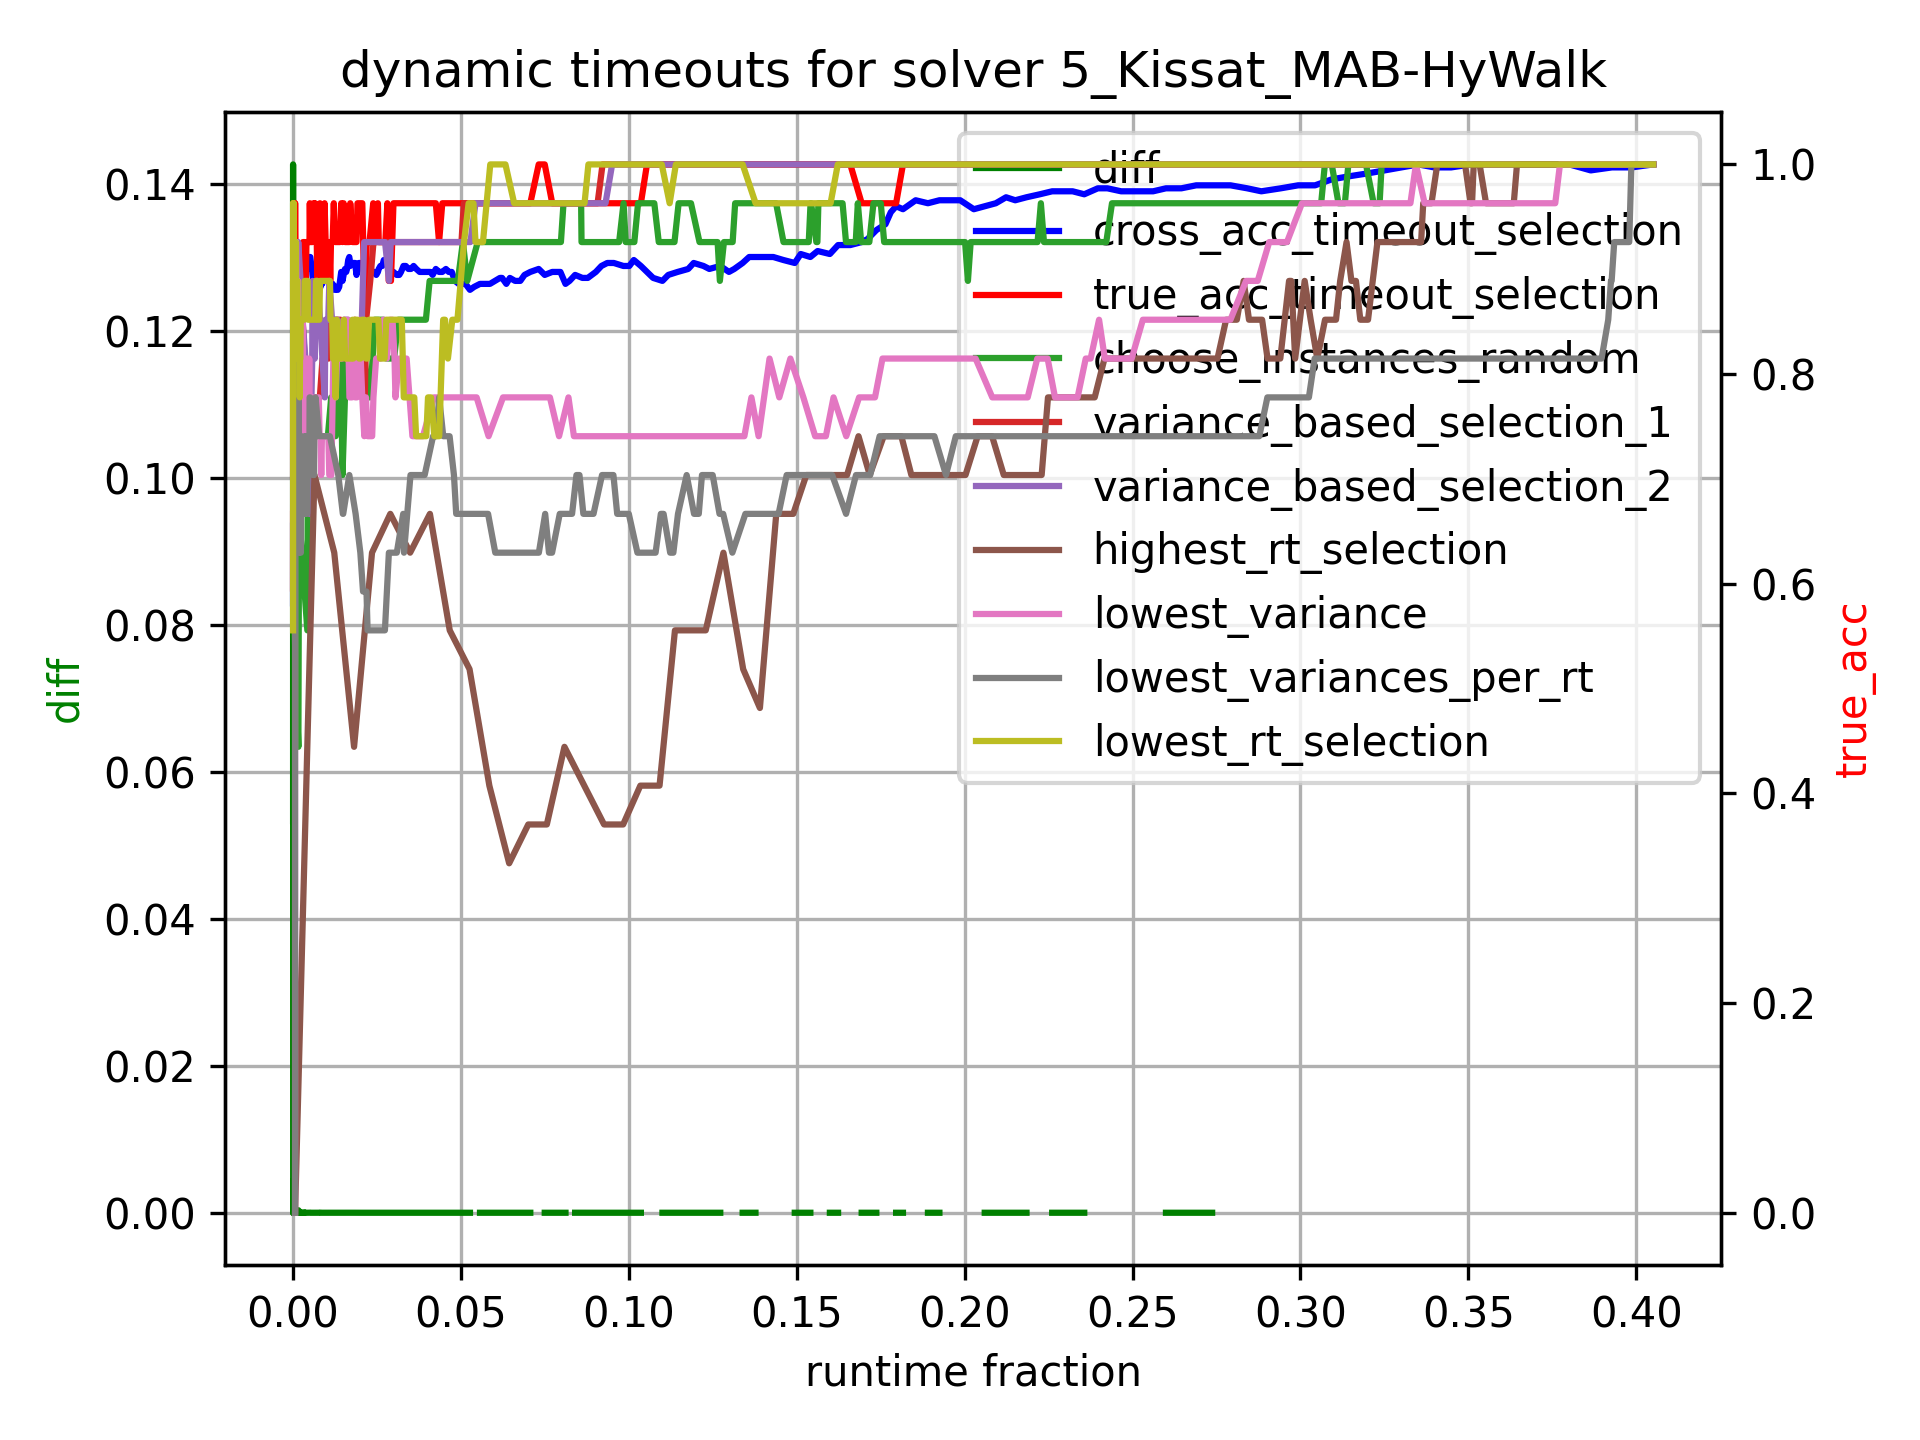 dynamic timeouts for solver 5_Kissat_MAB-HyWalk
diff
cross_acc_timeout_selection
true_acc_timeout_selection
choose_instances_random
variance_based_selection_1
variance_based_selection_2
highest_rt_selection
lowest_variance
lowest_variances_per_rt
lowest_rt_selection
0.14
0.12
0.10
0.08
0.06
0.04
0.02
0.00
diff
1.0
0.8
0.6
0.4
0.2
0.0
true_acc
0.00 0.05 0.10 0.15 0.20 0.25 0.30 0.35 0.40
runtime fraction